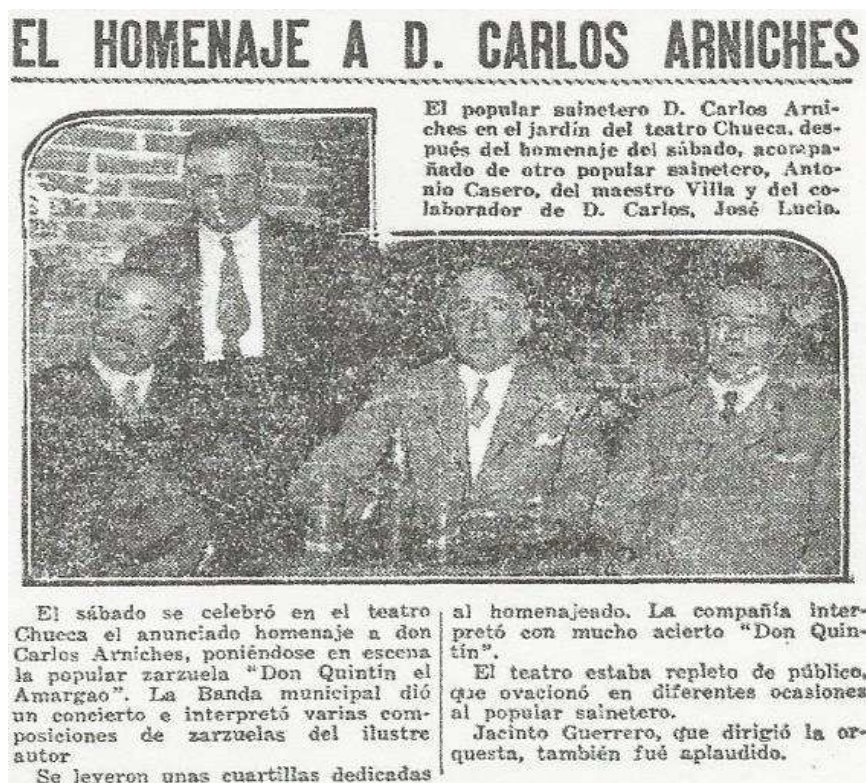 EL HOMENAJE A D. CARLOS ARNICHES
El popular sainetero D. Carlos Arni-
ches en el jardín del teatro Chueca, des-
pués del homenaje del sábado, acompa-
ñado de otro popular sainetero, Anto-
nio Casero, del maestro Villa y del co-
laborador de D. Carlos, José Lucio.
El sábado se celebró en el teatro
Chueca el anunciado homenaje a don
Carlos Arniches, poniéndose en escena
la popular zarzuela "Don Quintín el
Amargao". La Banda municipal dió
un concierto e interpretó varias com-
posiciones de zarzuelas del ilustre
autor
Se leyeron unas cuartillas dedicadas
al homenajeado. La compañía inter-
pretó con mucho acierto "Don Quin-
tín".
El teatro estaba repleto de público,
que ovacionó en diferentes ocasiones
al popular sainetero.
Jacinto Guerrero, que dirigió la or-
questa, también fué aplaudido.